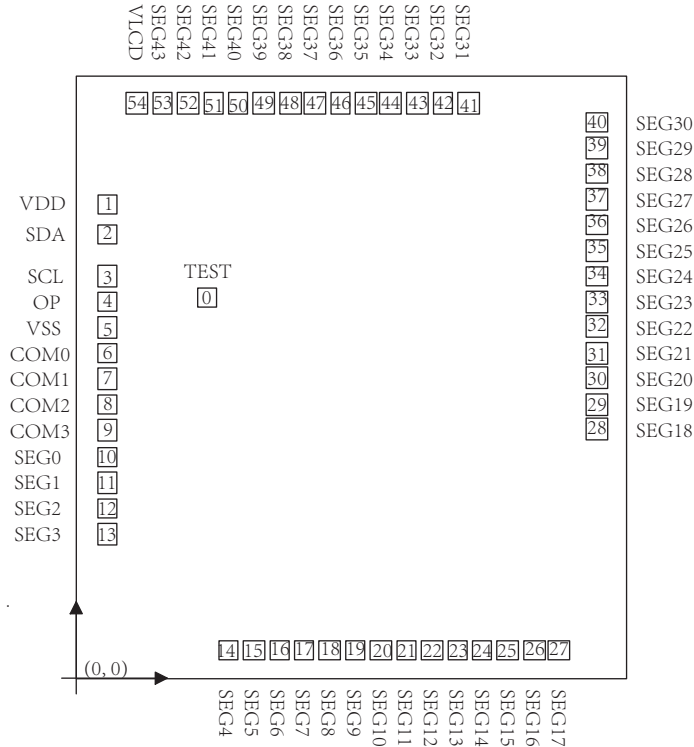 VLCD SEG43 SEG42 SEG41 SEG40 SEG39 SEG38 SEG37 SEG36 SEG35 SEG34 SEG33 SEG32 SEG31
54 53 52 51 50 49 48 47 46 45 44 43 42 41
40 SEG30
39 SEG29
38 SEG28
37 SEG27
36 SEG26
35 SEG25
34 SEG24
33 SEG23
32 SEG22
31 SEG21
30 SEG20
29 SEG19
28 SEG18
VDD 1
SDA 2
SCL 3
OP 4
VSS 5
COM0 6
COM1 7
COM2 8
COM3 9
SEG0 10
SEG1 11
SEG2 12
SEG3 13
TEST
0
(0, 0)
14 15 16 17 18 19 20 21 22 23 24 25 26 27
SEG4 SEG5 SEG6 SEG7 SEG8 SEG9 SEG10 SEG11 SEG12 SEG13 SEG14 SEG15 SEG16 SEG17